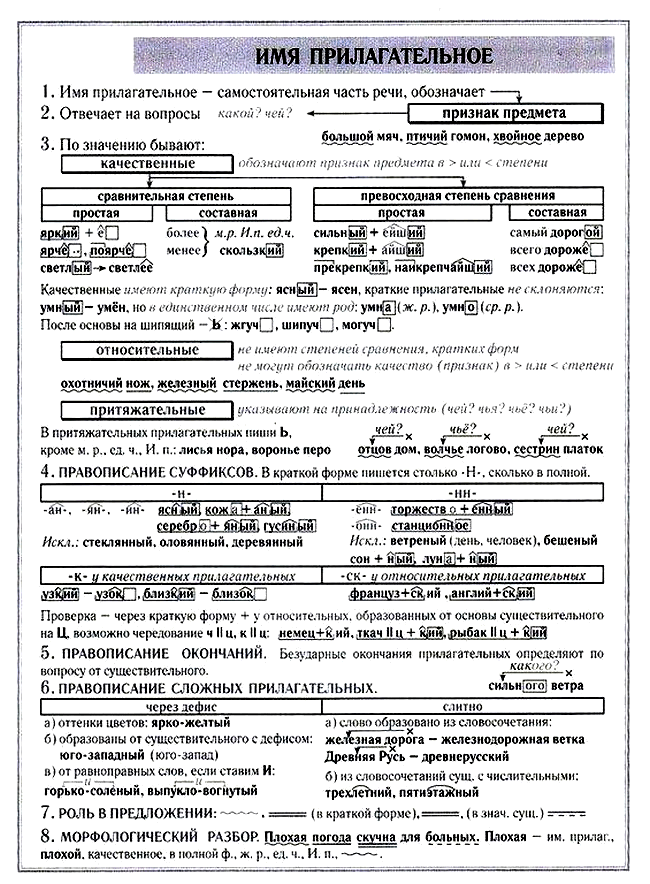 ИМЯ ПРИЛАГАТЕЛЬНОЕ
1. Имя прилагательное – самостоятельная часть речи, обозначает
2. Отвечает на вопросы какой? чей? признак предмета
большой мяч, птичий гомон, хвойное дерево
3. По значению бывают:
качественные обозначают признак предмета в > или < степени
сравнительная степень превосходная степень сравнения
простая составная простая составная
яркий + е более } м.р. И.п. ед.ч. сильный + ейший самый дорогой
ярче.., поярче менее } скользкий крепкий + айший всего дороже
светлый → светлее прекрепкий, наикрепчайший всех дороже
Качественные имеют краткую форму: ясный – ясен, краткие прилагательные не склоняются:
умный – умён, но в единственном числе имеют род: умна (ж. р.), умно (ср. р.).
После основы на шипящий – Ь: жгуч, шипуч, могуч.
относительные не имеют степеней сравнения, кратких форм
не могут обозначать качество (признак) в > или < степени
охотничий нож, железный стержень, майский день
притяжательные указывают на принадлежность (чей? чья? чьё? чьи?)
В притяжательных прилагательных пиши Ь, чей? чьё? чей?
кроме м. р., ед. ч., И. п.: лисья нора, воронье перо отцов дом, волчье логово, сестрин платок
4. ПРАВОПИСАНИЕ СУФФИКСОВ. В краткой форме пишется столько -Н-, сколько в полной.
-н- -нн-
-ан-, -ян-, -ин- ясный, кожа + аный, -енн- торжество + енный
серебро + яный, гусиный -онн- станционное
Искл.: стеклянный, оловянный, деревянный Искл.: ветреный (день, человек), бешеный
сон + ный, луна + ный
-к- у качественных прилагательных -ск- у относительных прилагательных
узкий – узок, близкий – близок француз+ский, англий+ский
Проверка – через краткую форму + у относительных, образованных от основы существительного
на Ц, возможно чередование ч II ц, к II ц: немец+кий, ткач II ц + кий, рыбак II ц + кий
5. ПРАВОПИСАНИЕ ОКОНЧАНИЙ. Безударные окончания прилагательных определяют по
вопросу от существительного. какого? х
6. ПРАВОПИСАНИЕ СЛОЖНЫХ ПРИЛАГАТЕЛЬНЫХ. сильного ветра
через дефис слитно
а) оттенки цветов: ярко-желтый а) слово образовано из словосочетания:
б) образованы от существительного с дефисом: железная дорога – железнодорожная ветка
юго-западный (юго-запад) Древняя Русь – древнерусский
в) от равноправных слов, если ставим И: б) из словосочетаний сущ. с числительными:
и и
горько-соленый, выпукло-вогнутый трехлетний, пятиэтажный
7. РОЛЬ В ПРЕДЛОЖЕНИИ: , (в краткой форме), , (в знач. сущ.)
8. МОРФОЛОГИЧЕСКИЙ РАЗБОР. Плохая погода скучна для больных. Плохая – им. прилаг.,
плохой, качественное, в полной ф., ж. р., ед. ч., И. п., .